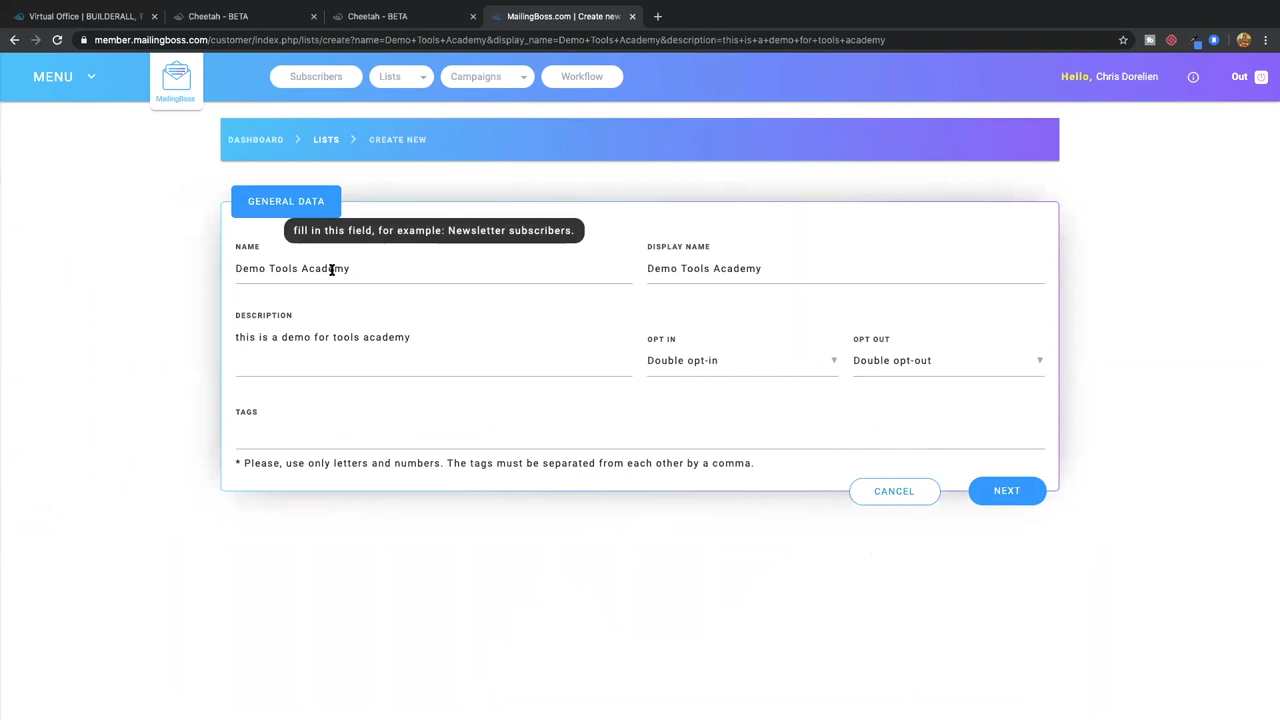 Virtual Office | BUILDERALL, T
Cheetah - BETA
Cheetah - BETA
MailingBoss.com | Create new
member.mailingboss.com/customer/index.php/lists/create?name=Demo+Tools+Academy&display_name=Demo+Tools+Academy&description=this+is+a+demo+for+tools+academy
MENU
MailingBoss
Subscribers
Lists
Campaigns
Workflow
Hello, Chris Dorelien
Out
DASHBOARD > LISTS > CREATE NEW
GENERAL DATA
fill in this field, for example: Newsletter subscribers.
NAME
DISPLAY NAME
Demo Tools Academy
Demo Tools Academy
DESCRIPTION
this is a demo for tools academy
OPT IN
OPT OUT
Double opt-in
Double opt-out
TAGS
* Please, use only letters and numbers. The tags must be separated from each other by a comma.
CANCEL
NEXT